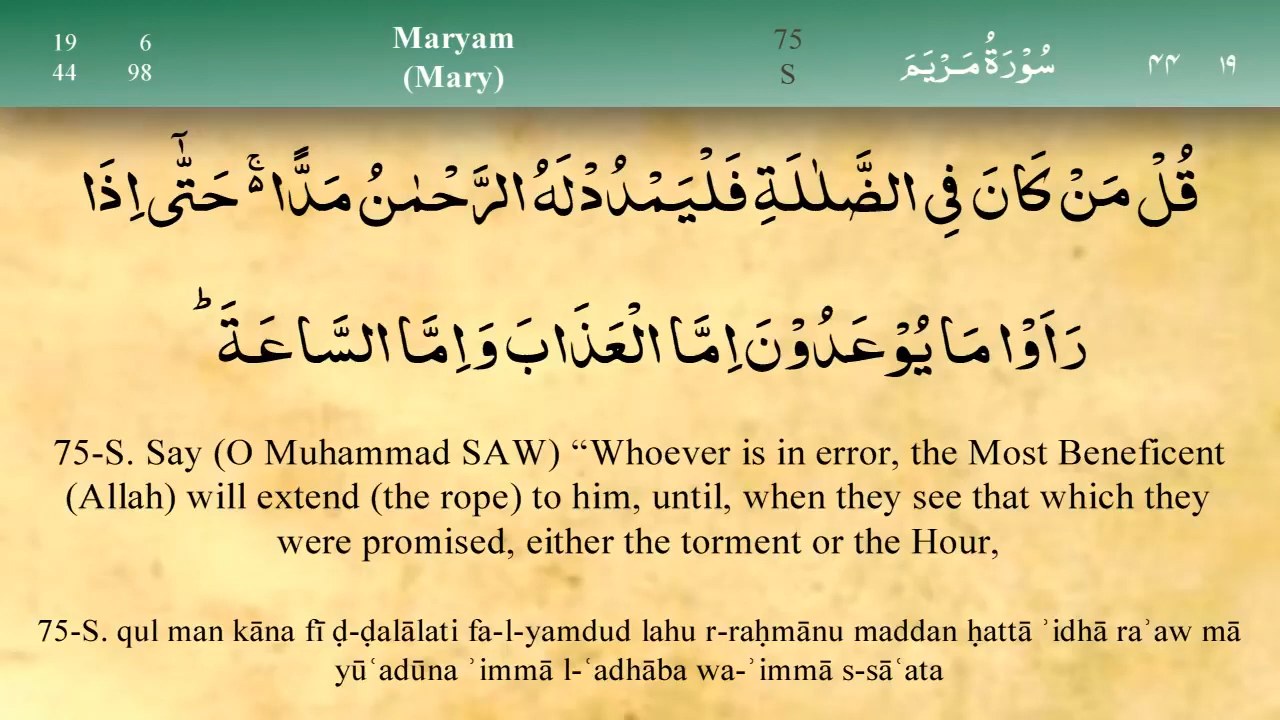 19 6 Maryam 75
44 98 (Mary) S سُوْرَةُ مَرْيَمَ ۴۴ ۱۹
قُلْ مَنْ كَانَ فِى الضَّلٰلَةِ فَلْيَمْدُدْ لَهُ الرَّحْمٰنُ مَدًّا ۚ۬ حَتّٰٓى اِذَا
رَاَوْا مَا يُوْعَدُوْنَ اِمَّا الْعَذَابَ وَاِمَّا السَّاعَةَ ؕ
75-S. Say (O Muhammad SAW) “Whoever is in error, the Most Beneficent
(Allah) will extend (the rope) to him, until, when they see that which they
were promised, either the torment or the Hour,
75-S. qul man kāna fī ḍ-ḍalālati fa-l-yamdud lahu r-raḥmānu maddan ḥattā ʾidhā raʾaw mā
yūʿadūna ʾimmā l-ʿadhāba wa-ʾimmā s-sāʿata